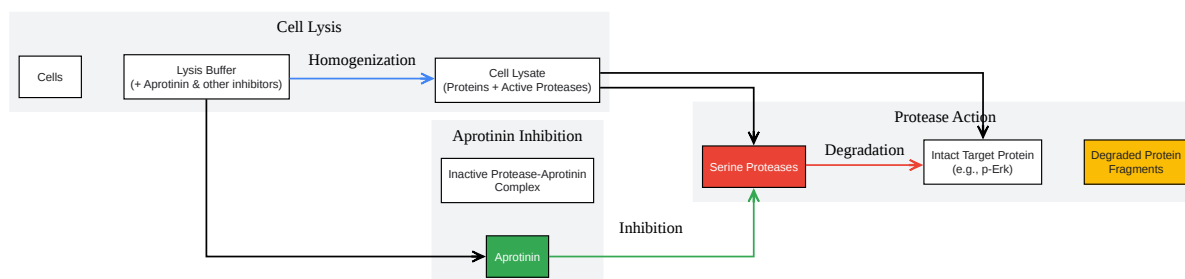 Cell Lysis
Cells
Lysis Buffer
(+ Aprotinin & other inhibitors)
Homogenization
Cell Lysate
(Proteins + Active Proteases)
Aprotinin Inhibition
Inactive Protease-Aprotinin
Complex
Aprotinin
Inhibition
Protease Action
Serine Proteases
Degradation
Intact Target Protein
(e.g., p-Erk)
Degraded Protein
Fragments